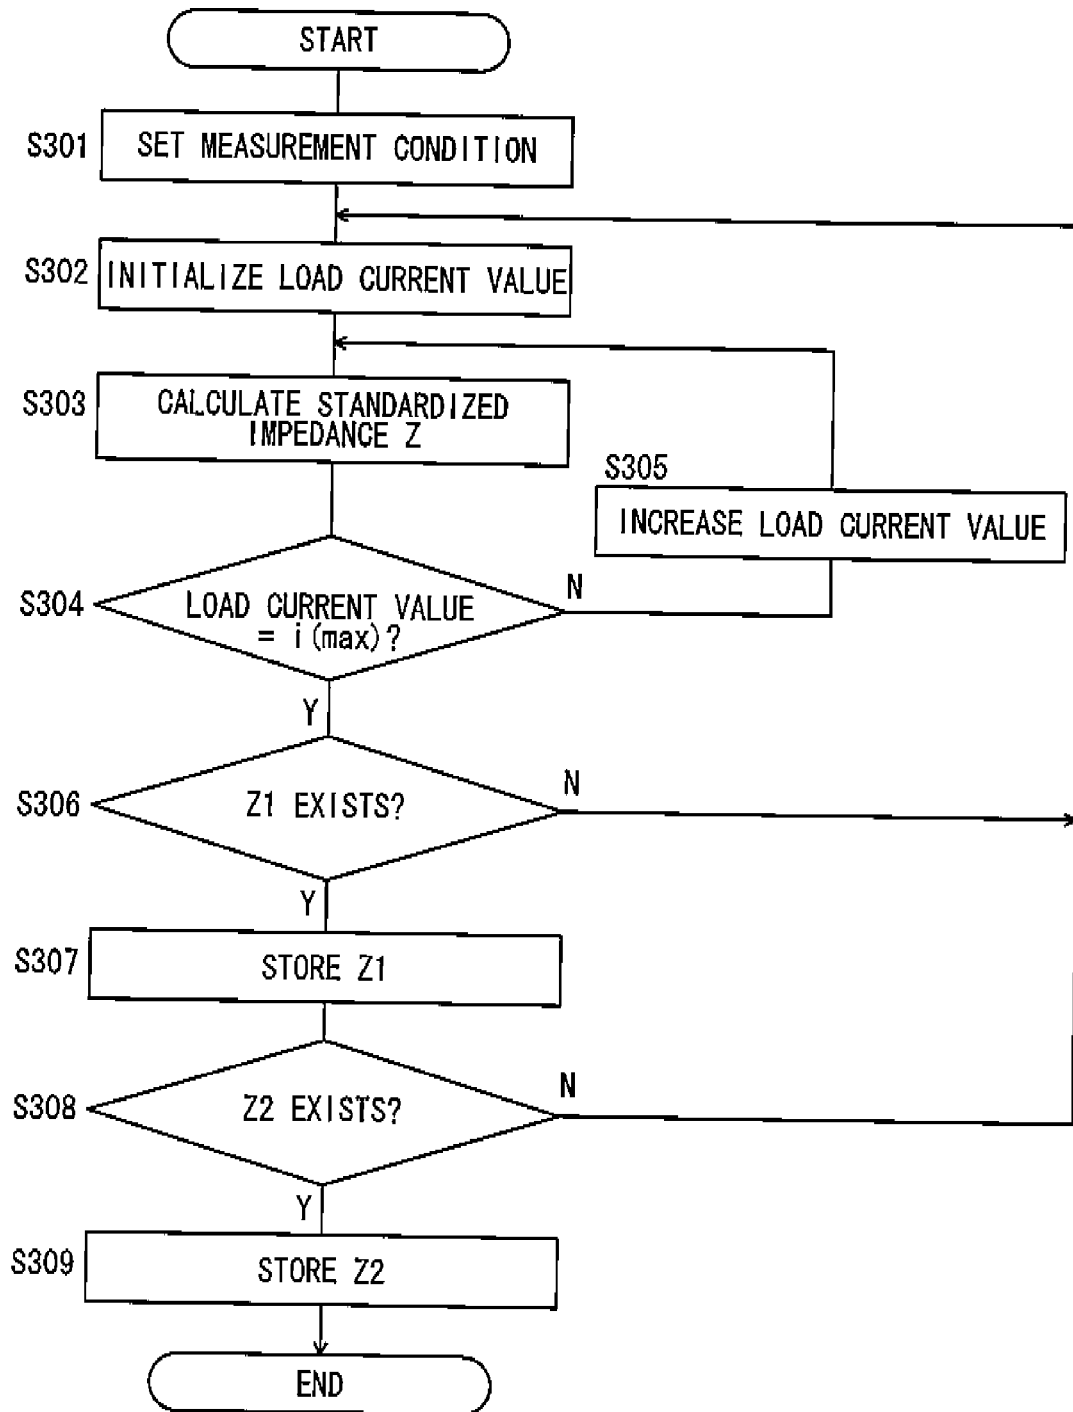 START
S301
SET MEASUREMENT CONDITION
S302
INITIALIZE LOAD CURRENT VALUE
S303
CALCULATE STANDARDIZED
IMPEDANCE Z
S305
INCREASE LOAD CURRENT VALUE
S304
LOAD CURRENT VALUE
= i(max)?
N
Y
S306
Z1 EXISTS?
N
Y
S307
STORE Z1
S308
Z2 EXISTS?
N
Y
S309
STORE Z2
END